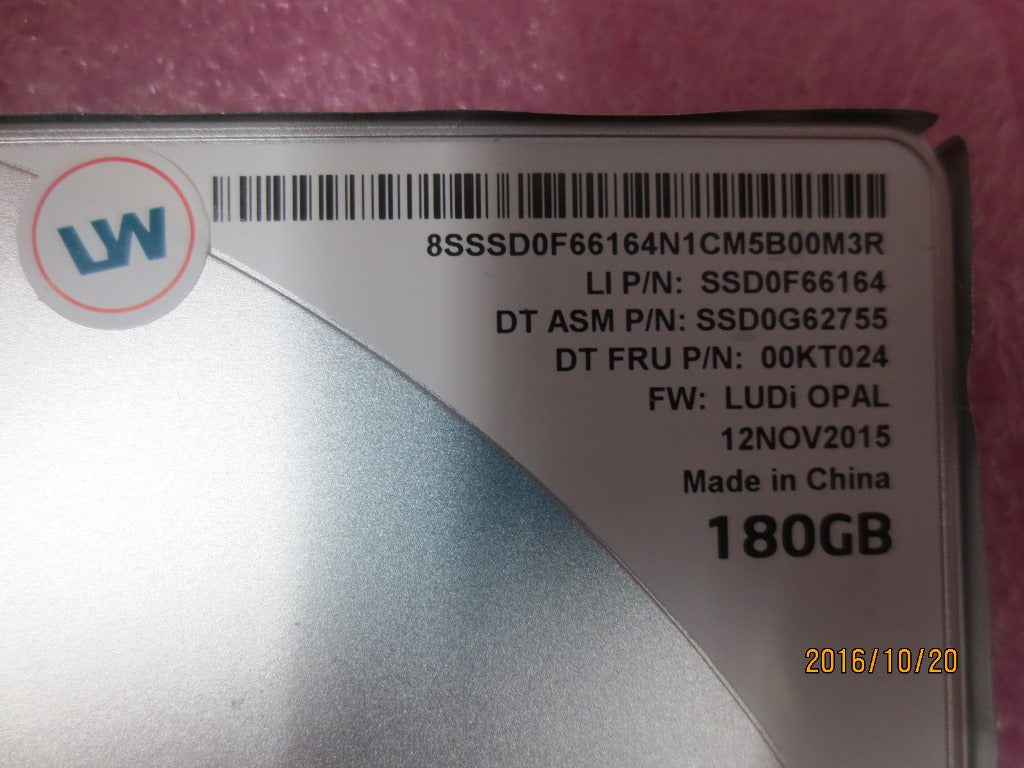 UW
8SSSD0F66164N1CM5B00M3R
LI P/N: SSD0F66164
DT ASM P/N: SSD0G62755
DT FRU P/N: 00KT024
FW: LUDi OPAL
12NOV2015
Made in China
180GB
2016/10/20